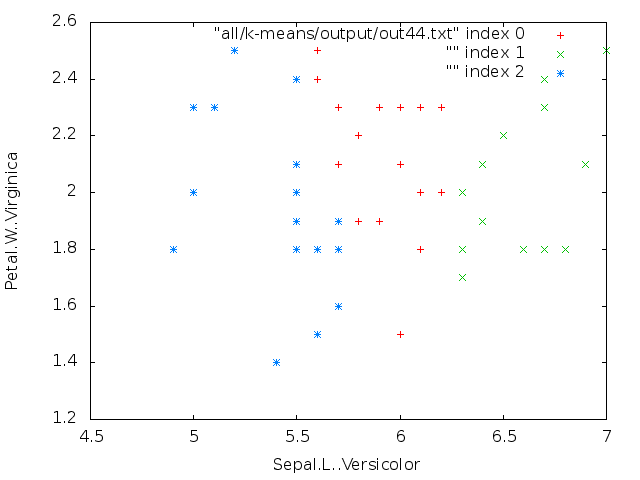 "all/k-means/output/out44.txt" index 0
"" index 1
"" index 2
2.6
2.4
2.2
2
1.8
1.6
1.4
1.2
Petal.W..Virginica
4.5 5 5.5 6 6.5 7
Sepal.L..Versicolor